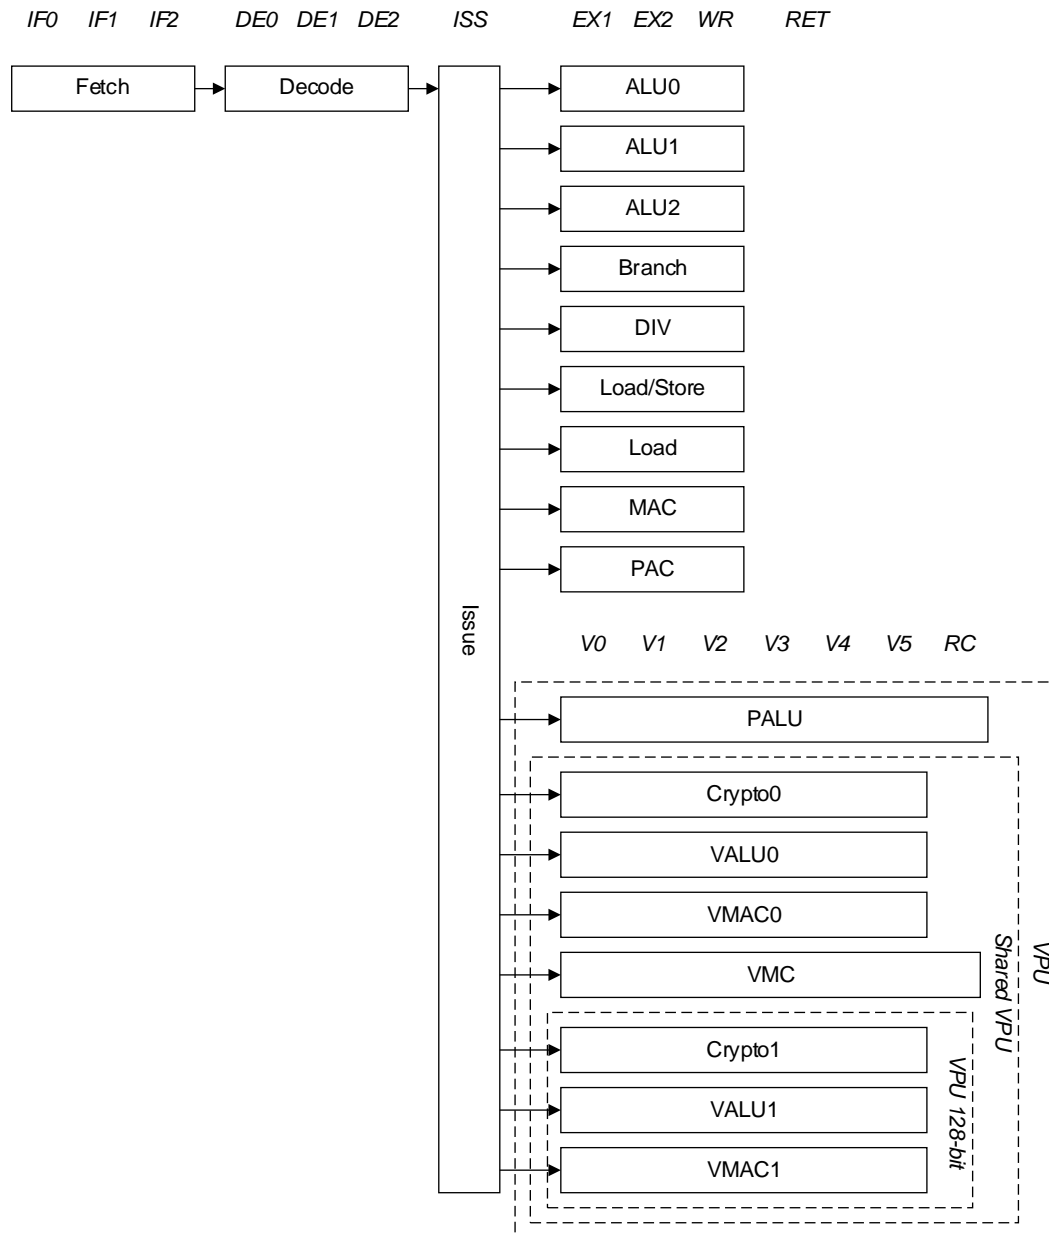 IF0 IF1 IF2 DE0 DE1 DE2 ISS EX1 EX2 WR RET
Fetch
Decode
Issue
ALU0
ALU1
ALU2
Branch
DIV
Load/Store
Load
MAC
PAC
V0 V1 V2 V3 V4 V5 RC
PALU
Crypto0
VALU0
VMAC0
VMC
Crypto1
VALU1
VMAC1
VPU 128-bit
Shared VPU
VPU